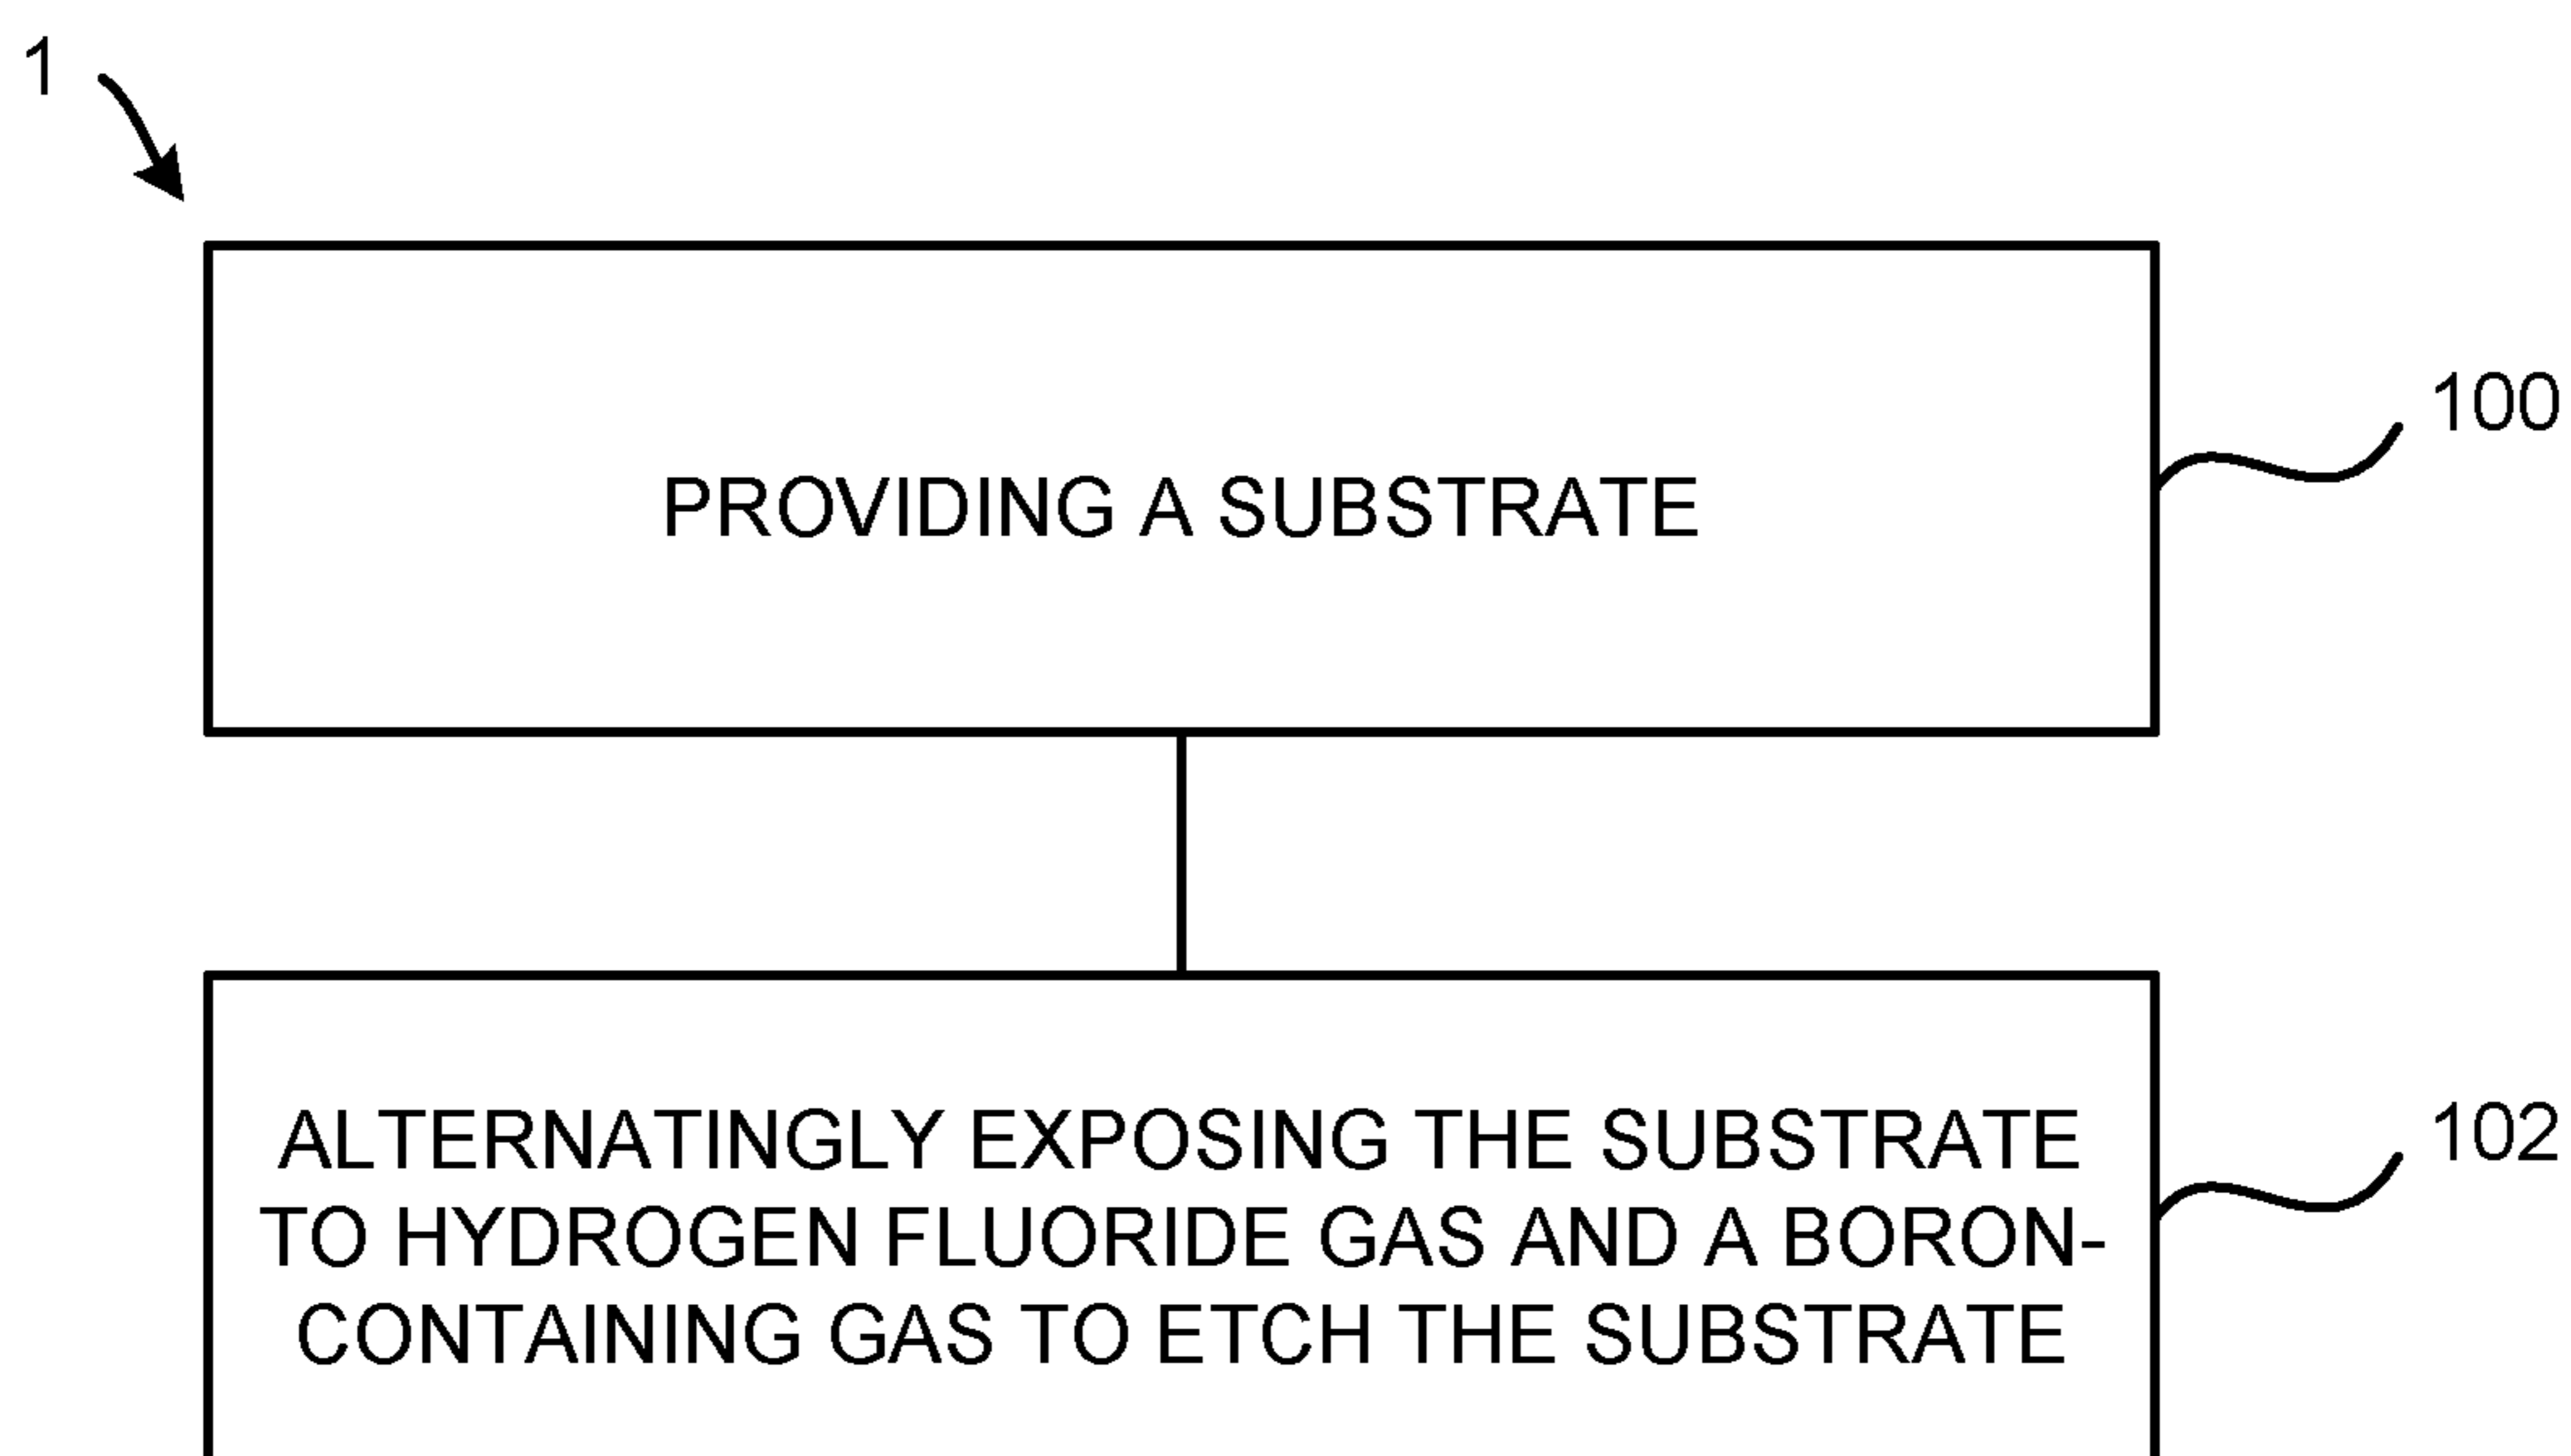 1
PROVIDING A SUBSTRATE
100
ALTERNATINGLY EXPOSING THE SUBSTRATE
TO HYDROGEN FLUORIDE GAS AND A BORON-
CONTAINING GAS TO ETCH THE SUBSTRATE
102